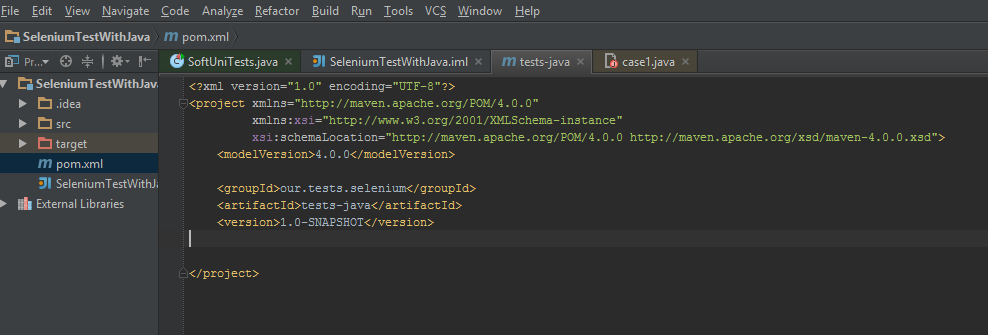 File Edit View Navigate Code Analyze Refactor Build Run Tools VCS Window Help
SeleniumTestWithJava pom.xml
Pr... SoftUniTests.java SeleniumTestWithJava.iml tests-java case1.java
SeleniumTestWithJava
.idea
src
target
pom.xml
SeleniumTestWithJa
External Libraries
<?xml version="1.0" encoding="UTF-8"?>
<project xmlns="http://maven.apache.org/POM/4.0.0"
xmlns:xsi="http://www.w3.org/2001/XMLSchema-instance"
xsi:schemaLocation="http://maven.apache.org/POM/4.0.0 http://maven.apache.org/xsd/maven-4.0.0.xsd">
<modelVersion>4.0.0</modelVersion>
<groupId>our.tests.selenium</groupId>
<artifactId>tests-java</artifactId>
<version>1.0-SNAPSHOT</version>
</project>